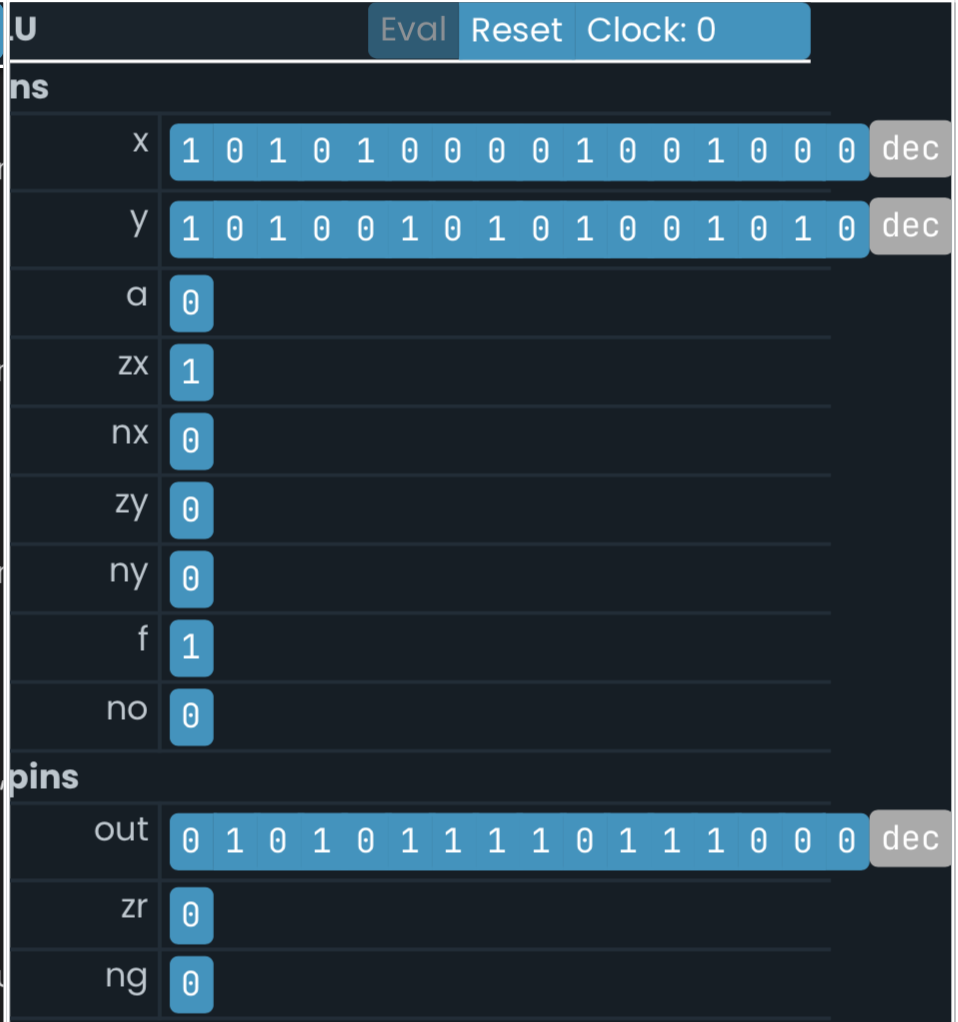 LU Eval Reset Clock: 0
ns
x 1 0 1 0 1 0 0 0 0 1 0 0 1 0 0 0 dec
y 1 0 1 0 0 1 0 1 0 1 0 0 1 0 1 0 dec
a 0
zx 1
nx 0
zy 0
ny 0
f 1
no 0
pins
out 0 1 0 1 0 1 1 1 1 0 1 1 1 0 0 0 dec
zr 0
ng 0